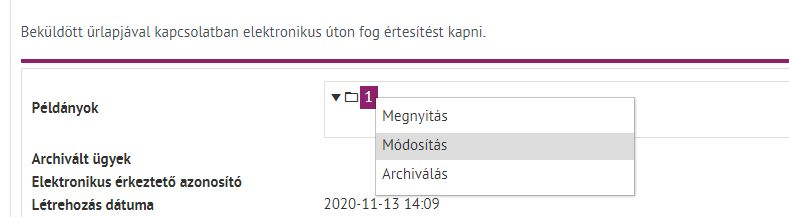 Beküldött űrlapjával kapcsolatban elektronikus úton fog értesítést kapni.
Példányok
1
Megnyitás
Módosítás
Archiválás
Archivált ügyek
Elektronikus érkeztető azonosító
Létrehozás dátuma 2020-11-13 14:09